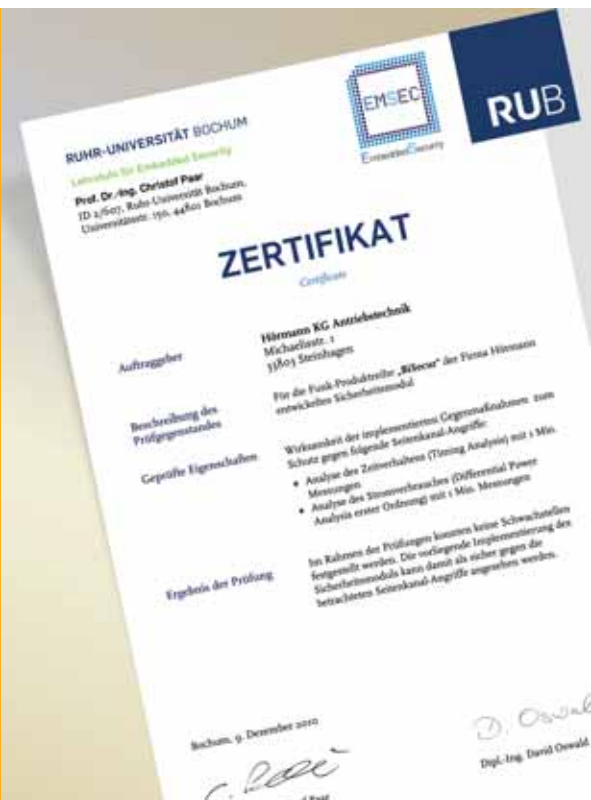 EMSEC
Embedded Security
RUB
RUHR-UNIVERSITÄT BOCHUM
Lehrstuhl für Embedded Security
Prof. Dr.-Ing. Christof Paar
ID 2/607, Ruhr-Universität Bochum,
Universitätsstr. 150, 44801 Bochum
ZERTIFIKAT
Certificate
Auftraggeber
Hörmann KG Antriebstechnik
Michaelisstr. 1
33803 Steinhagen
Beschreibung des
Prüfgegenstandes
Für die Funk-Produktreihe „BiSecur" der Firma Hörmann
entwickeltes Sicherheitsmodul
Geprüfte Eigenschaften
Wirksamkeit der implementierten Gegenmaßnahmen zum
Schutz gegen folgende Seitenkanal-Angriffe:
• Analyse des Zeitverhaltens (Timing Analysis) mit 1 Min.
Messungen
• Analyse des Stromverbrauches (Differential Power
Analysis erster Ordnung) mit 1 Min. Messungen
Ergebnis der Prüfung
Im Rahmen der Prüfungen konnten keine Schwachstellen
festgestellt werden. Die vorliegende Implementierung des
Sicherheitsmoduls kann damit als sicher gegen die
betrachteten Seitenkanal-Angriffe angesehen werden.
Bochum, 9. Dezember 2010
D. Oswal
Dipl.-Ing. David Oswald
Paar